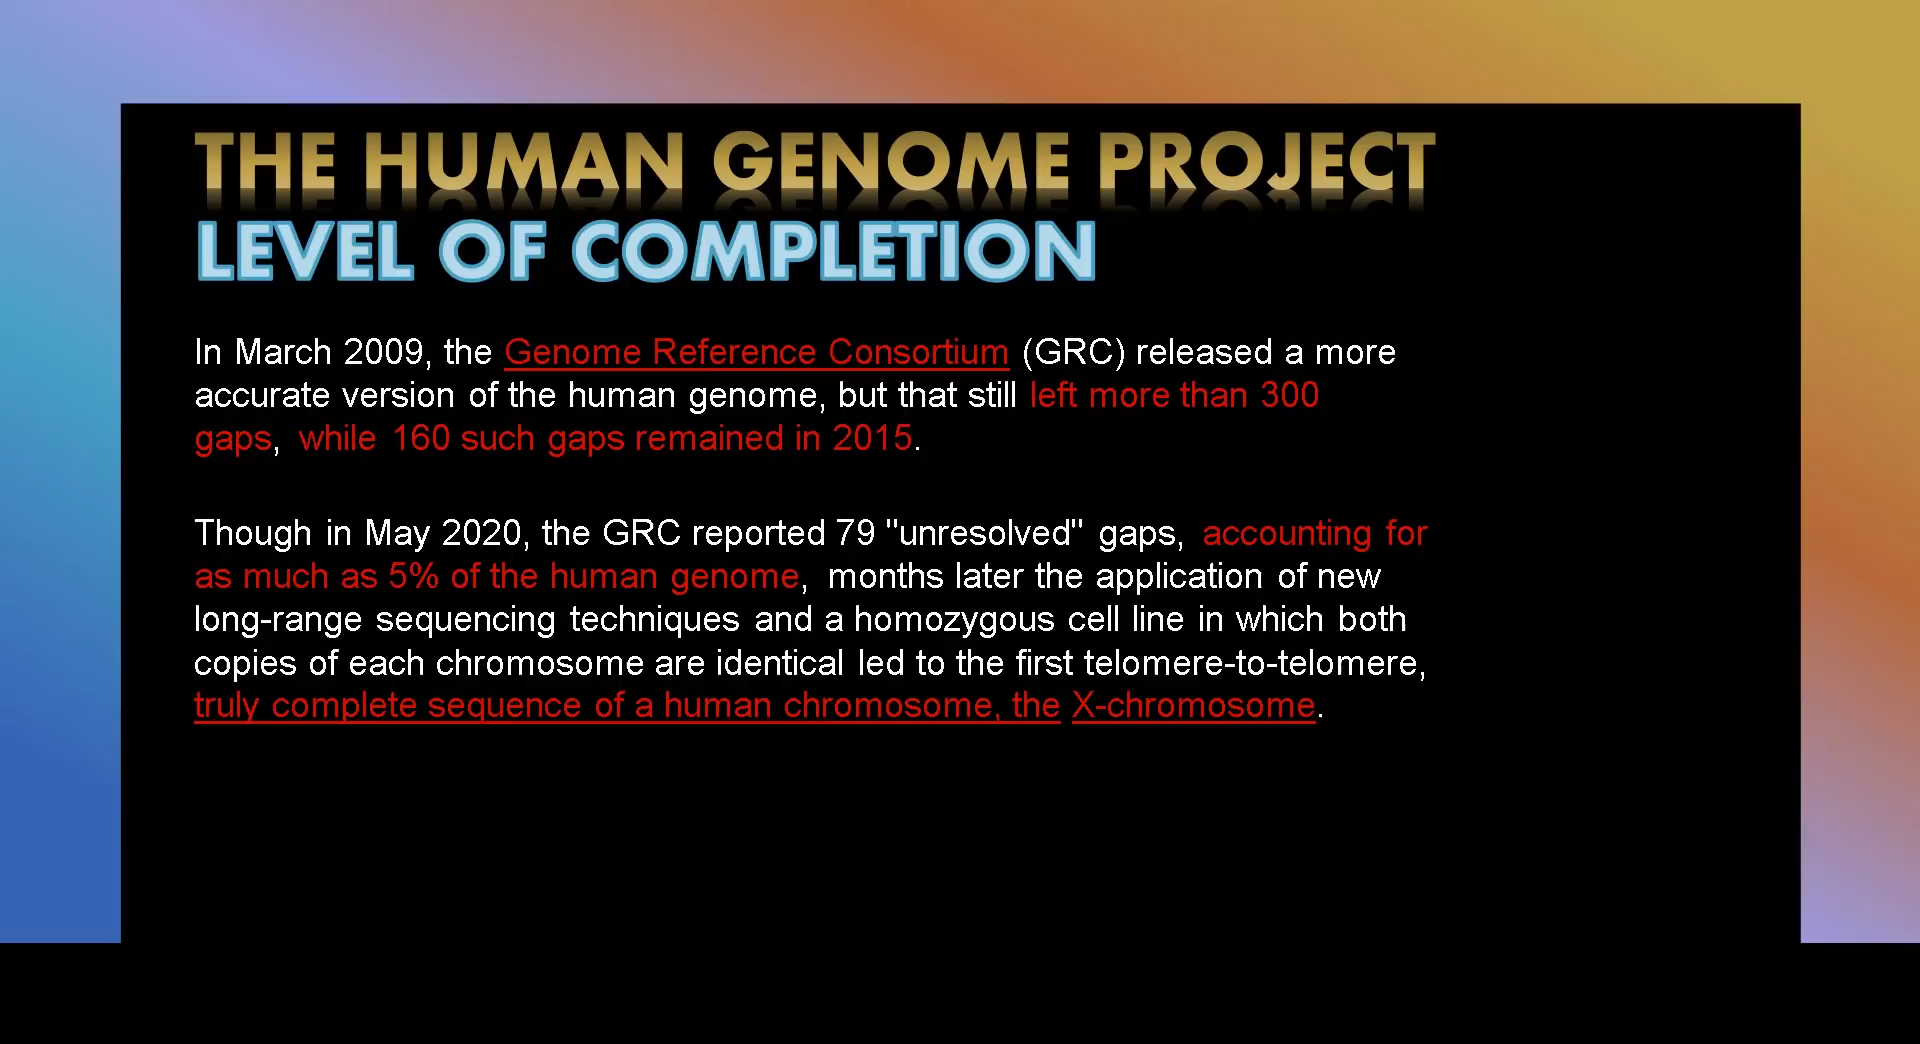 THE HUMAN GENOME PROJECT
LEVEL OF COMPLETION
In March 2009, the Genome Reference Consortium (GRC) released a more
accurate version of the human genome, but that still left more than 300
gaps, while 160 such gaps remained in 2015.
Though in May 2020, the GRC reported 79 "unresolved" gaps, accounting for
as much as 5% of the human genome, months later the application of new
long-range sequencing techniques and a homozygous cell line in which both
copies of each chromosome are identical led to the first telomere-to-telomere,
truly complete sequence of a human chromosome, the X-chromosome.